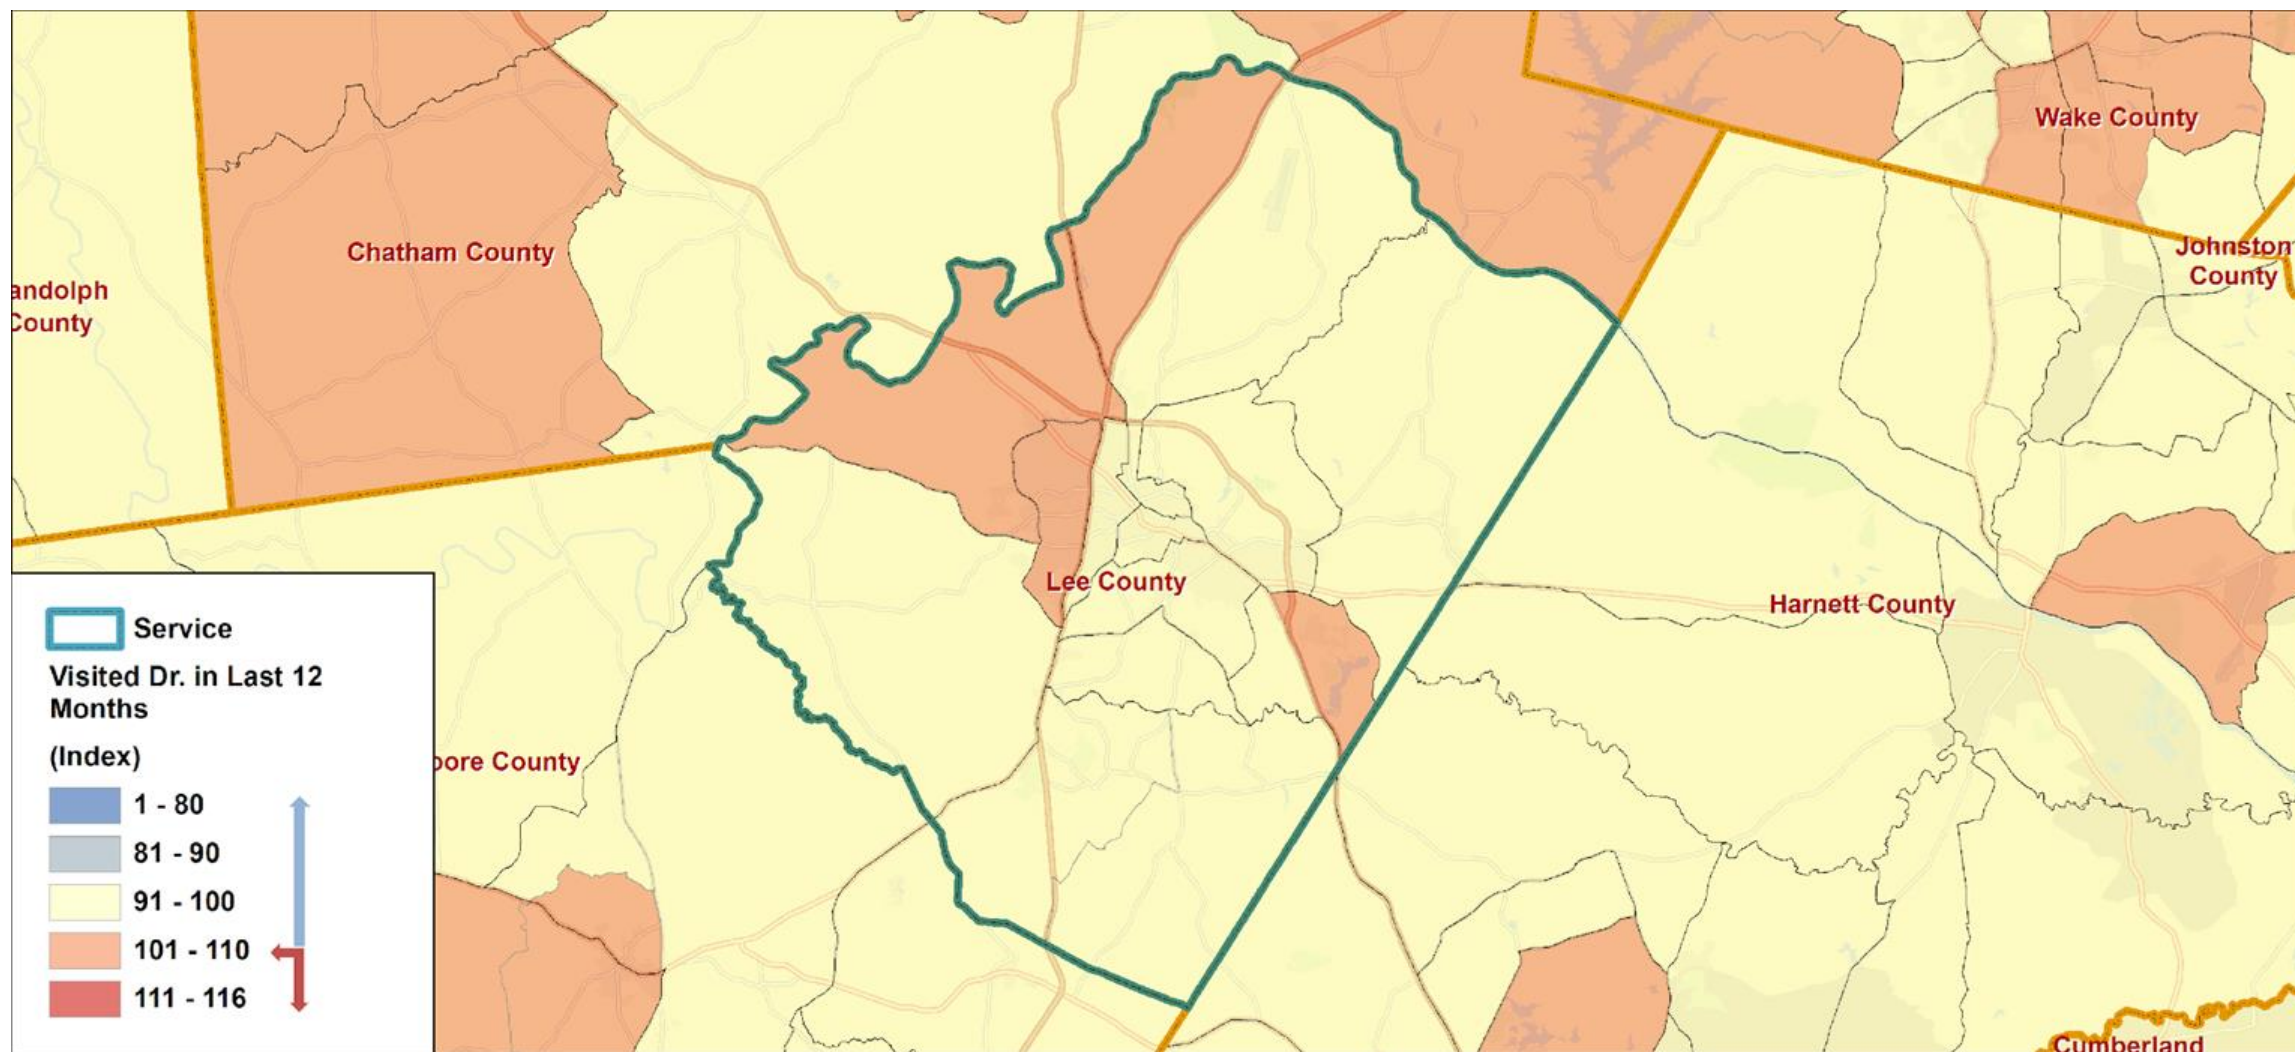 Wake County
Chatham County
Johnston
County
andolph
County
Lee County
Harnett County
Service
Visited Dr. in Last 12
Months
(Index)
oore County
1 - 80
81 - 90
91 - 100
101 - 110
111 - 116
Cumberland